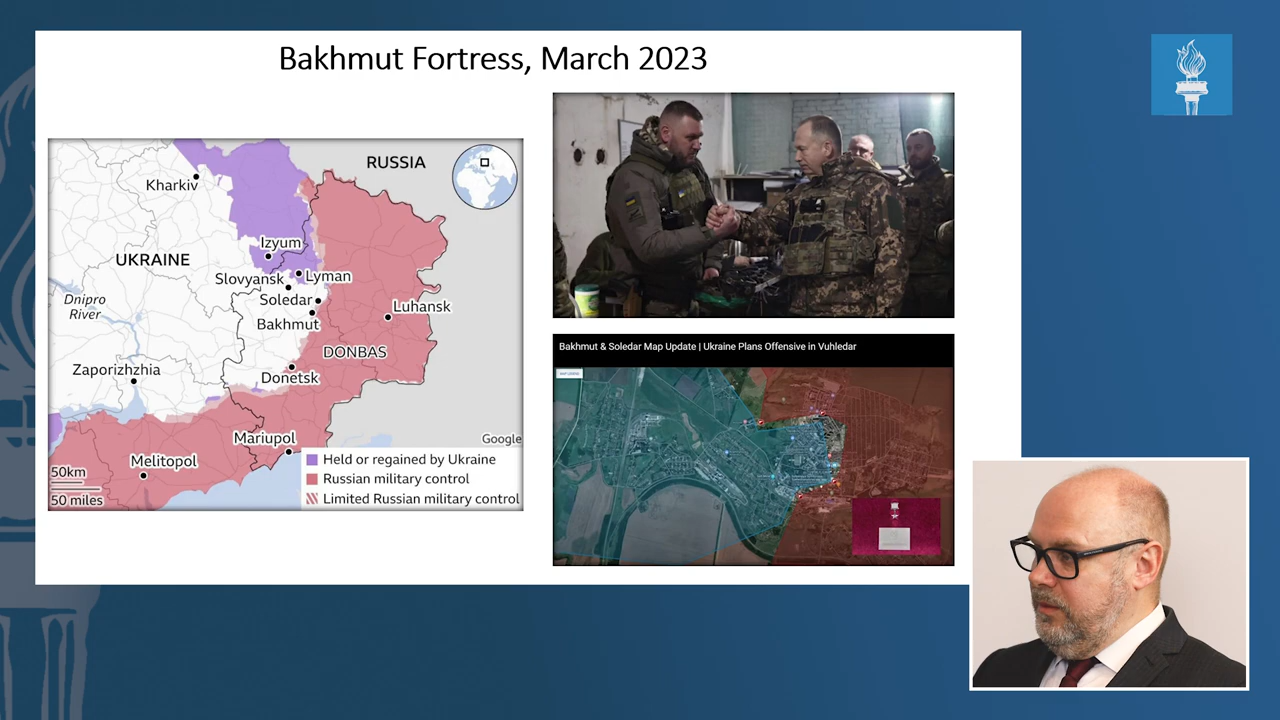 Bakhmut Fortress, March 2023
RUSSIA
Kharkiv
Izyum
UKRAINE
Slovyansk
Lyman
Dnipro
River
Soledar
Luhansk
Bakhmut
DONBAS
Zaporizhzhia
Donetsk
Mariupol
Google
Melitopol
Held or regained by Ukraine
50km
Russian military control
50 miles
Limited Russian military control
Bakhmut & Soledar Map Update | Ukraine Plans Offensive in Vuhledar